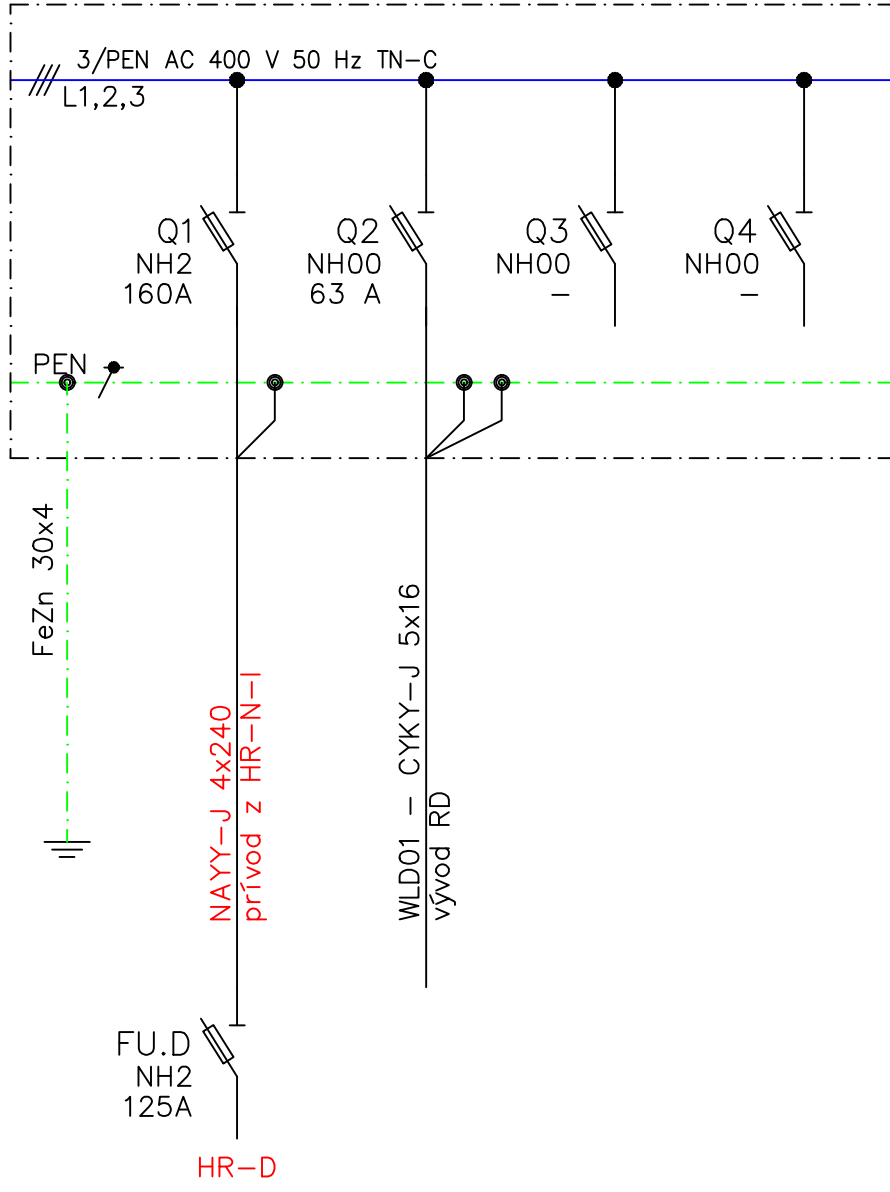 3/PEN AC 400 V 50 Hz TN-C
L1,2,3
Q1
NH2
160A
Q2
NH00
63 A
Q3
NH00
-
Q4
NH00
-
PEN
FeZn 30x4
NAYY-J 4x240
prívod z HR-N-I
WLD01 - CYKY-J 5x16
vývod RD
FU.D
NH2
125A
HR-D